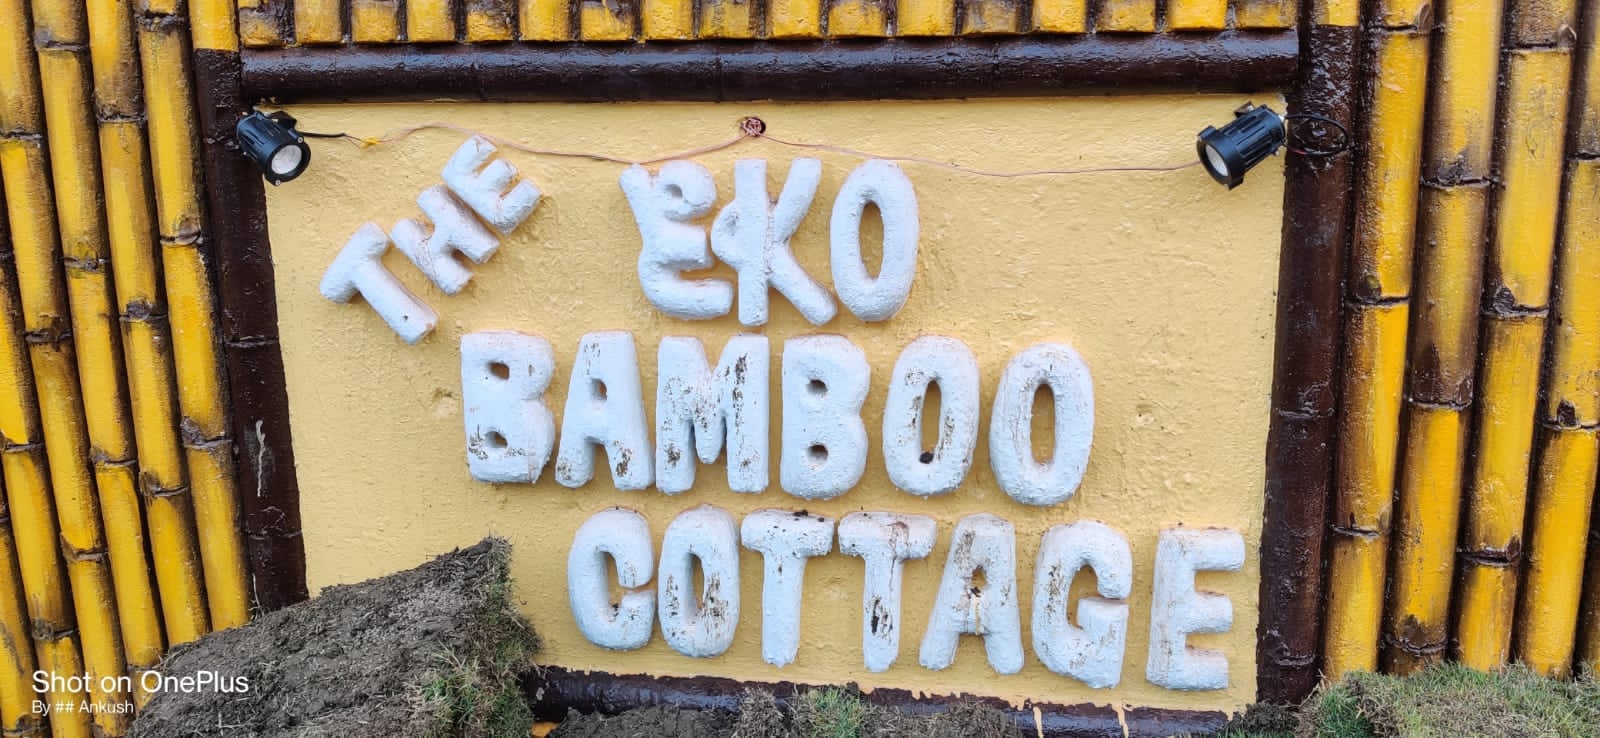 THE EKO
BAMBOO
COTTAGE
Shot on OnePlus
By ## Ankush